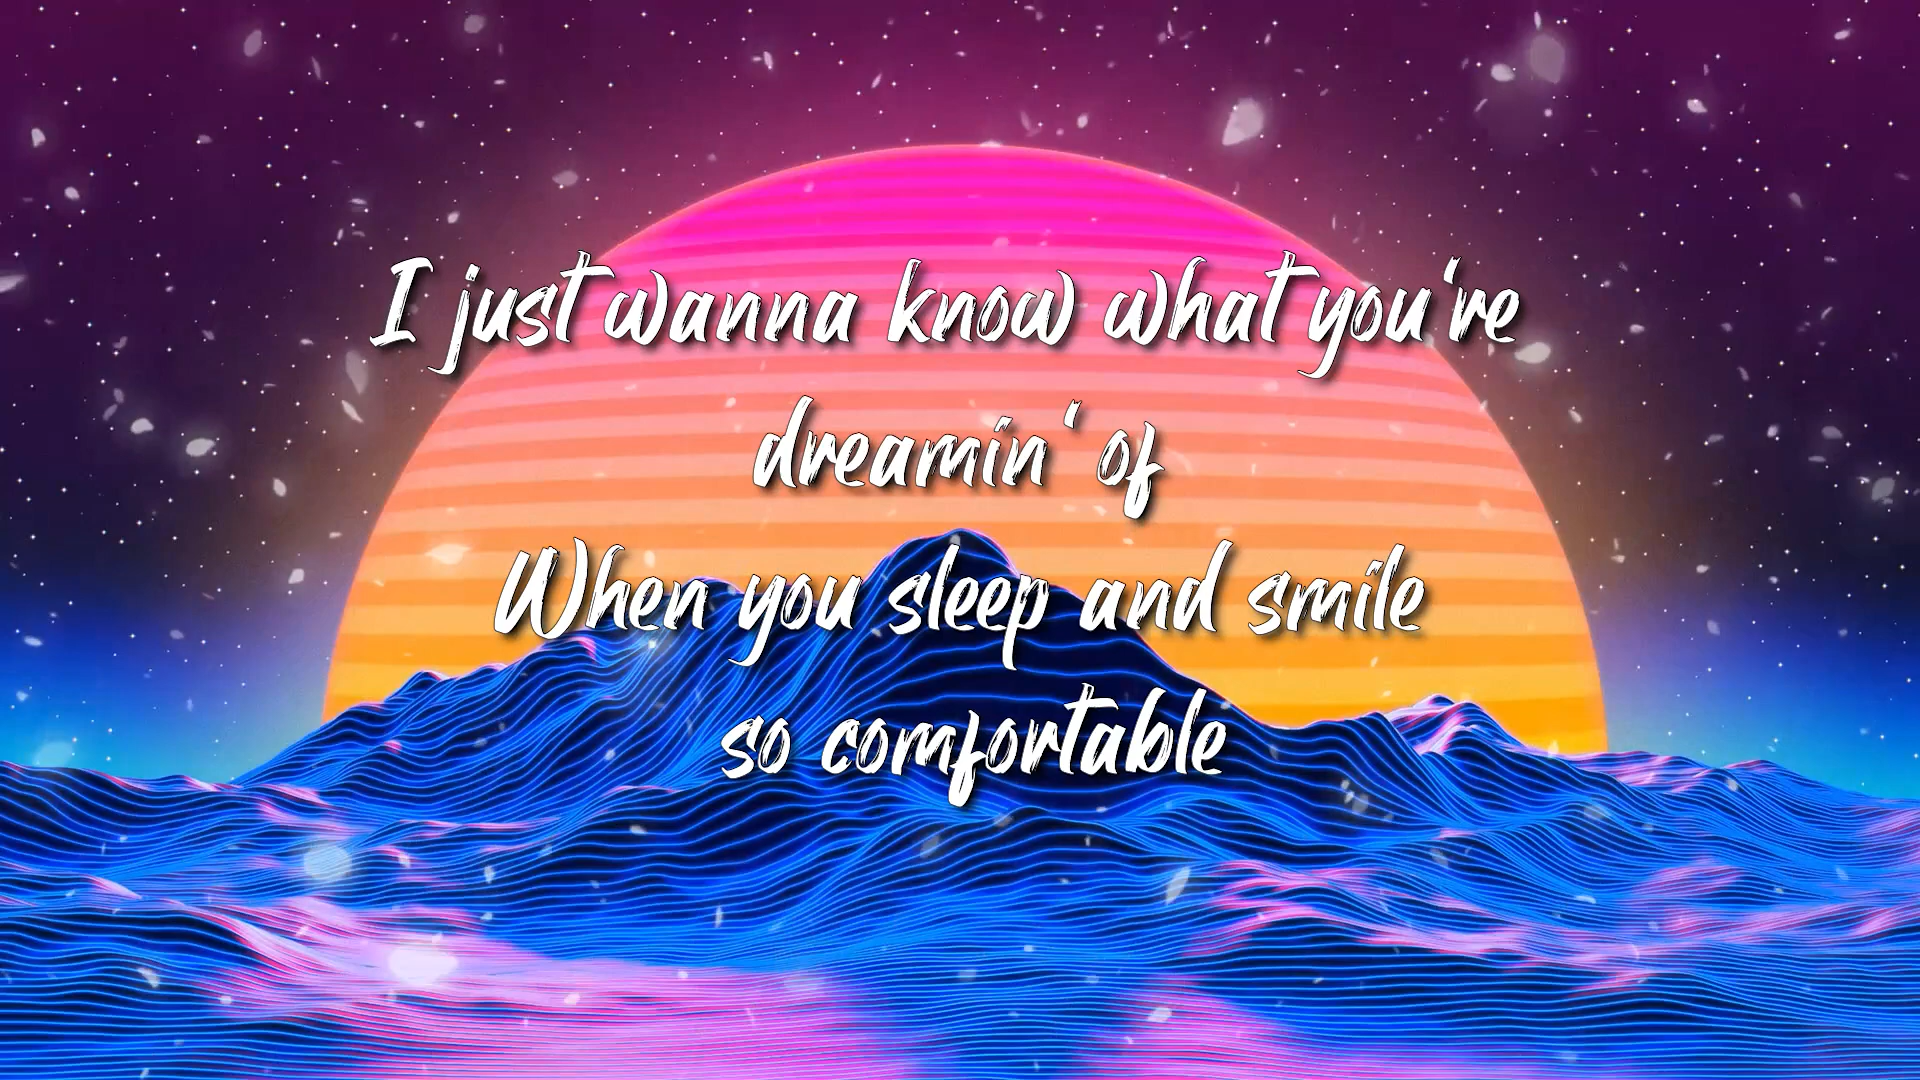 I just wanna know what you're
dreamin' of
When you sleep and smile
so comfortable